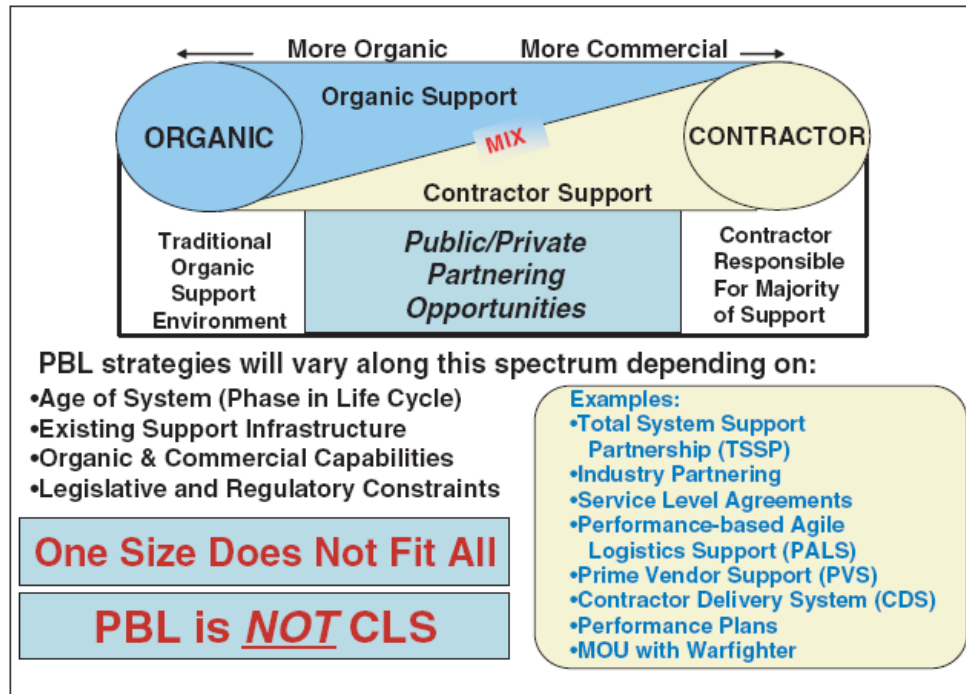 More Organic
More Commercial
Organic Support
ORGANIC
MIX
CONTRACTOR
Contractor Support
Traditional
Organic
Support
Environment
Public/Private
Partnering
Opportunities
Contractor
Responsible
For Majority
of Support
PBL strategies will vary along this spectrum depending on:
•Age of System (Phase in Life Cycle)
•Existing Support Infrastructure
•Organic & Commercial Capabilities
•Legislative and Regulatory Constraints
One Size Does Not Fit All
PBL is NOT CLS
Examples:
•Total System Support
Partnership (TSSP)
•Industry Partnering
•Service Level Agreements
•Performance-based Agile
Logistics Support (PALS)
•Prime Vendor Support (PVS)
•Contractor Delivery System (CDS)
•Performance Plans
•MOU with Warfighter